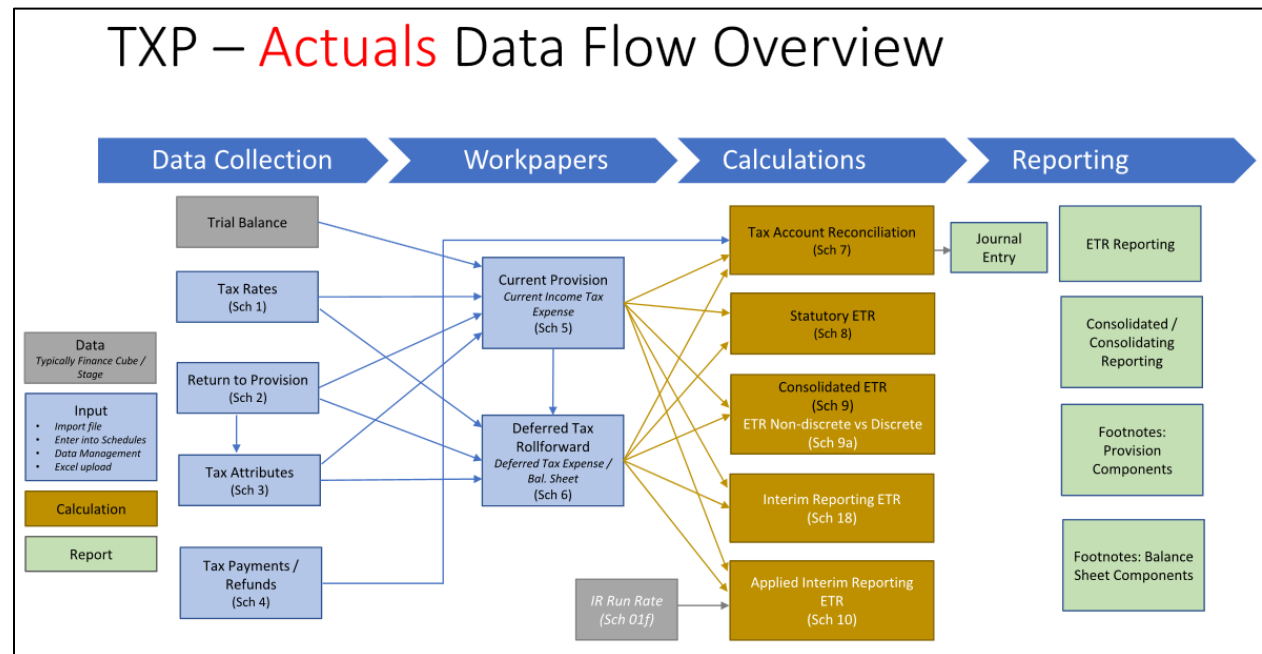 TXP – Actuals Data Flow Overview
Data Collection
Workpapers
Calculations
Reporting
Trial Balance
Tax Rates
(Sch 1)
Return to Provision
(Sch 2)
Tax Attributes
(Sch 3)
Tax Payments /
Refunds
(Sch 4)
Data
Typically Finance Cube /
Stage
Input
• Import file
• Enter into Schedules
• Data Management
• Excel upload
Calculation
Report
Current Provision
Current Income Tax
Expense
(Sch 5)
Deferred Tax
Rollforward
Deferred Tax Expense /
Bal. Sheet
(Sch 6)
Tax Account Reconciliation
(Sch 7)
Statutory ETR
(Sch 8)
Consolidated ETR
(Sch 9)
ETR Non-discrete vs Discrete
(Sch 9a)
Interim Reporting ETR
(Sch 18)
IR Run Rate
(Sch 01f)
Applied Interim Reporting
ETR
(Sch 10)
Journal
Entry
ETR Reporting
Consolidated /
Consolidating
Reporting
Footnotes:
Provision
Components
Footnotes: Balance
Sheet Components